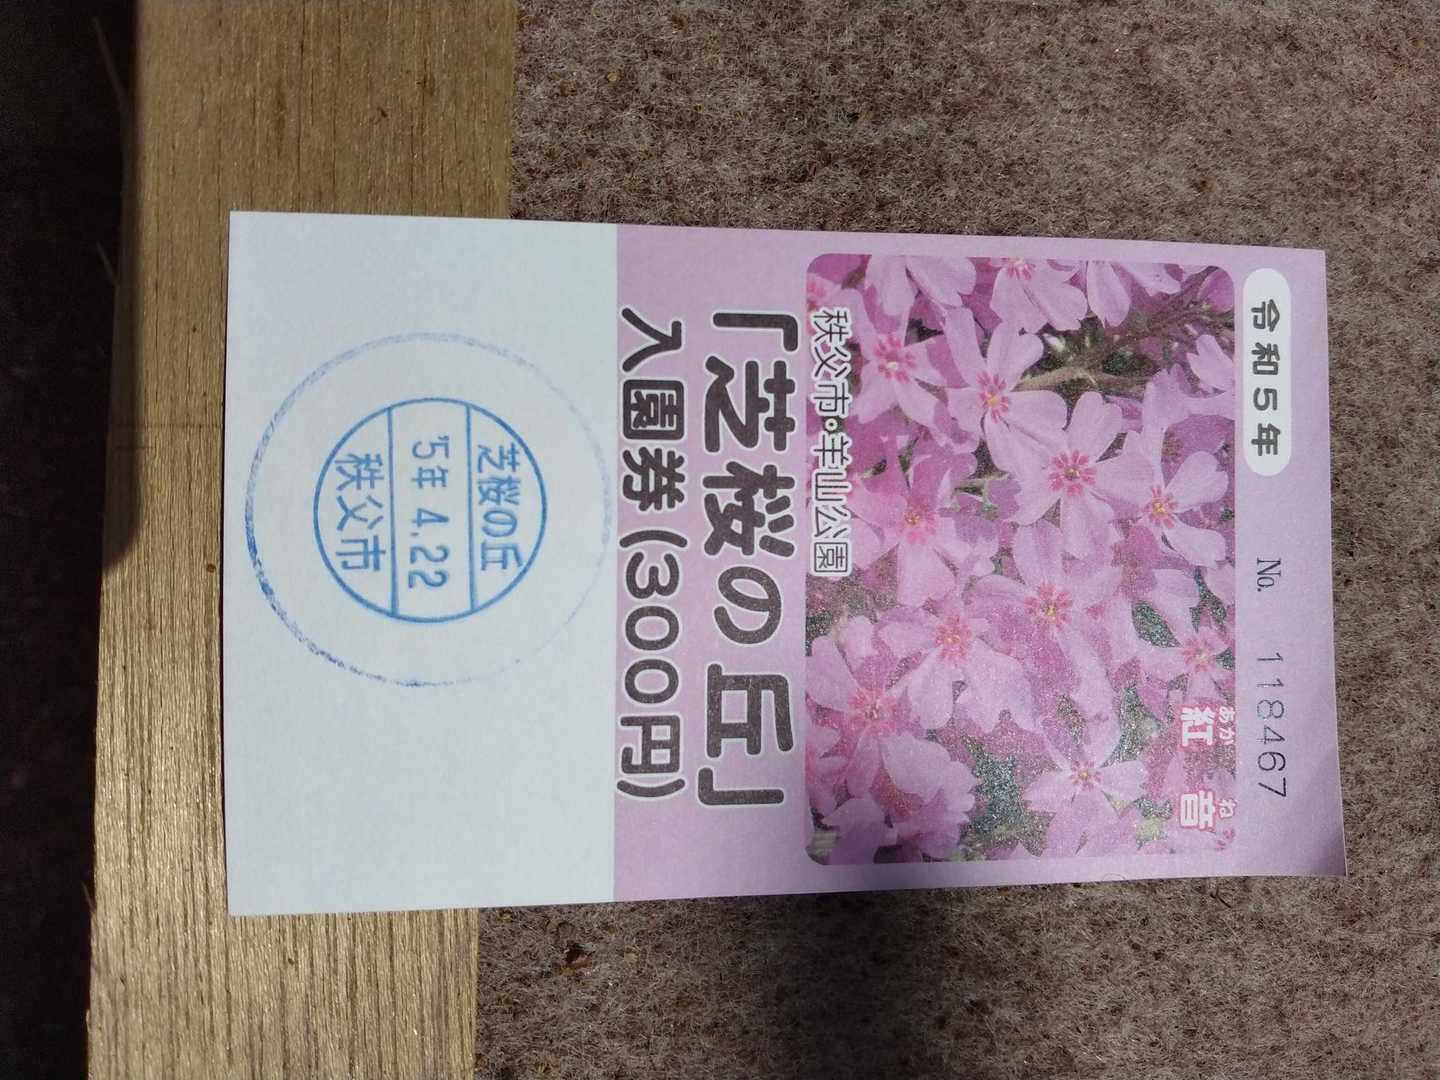 令和5年
No. 118467
あかね
紅音
秩父市・羊山公園
「芝桜の丘」
入園券(300円)
芝桜の丘
'5年 4.22
秩父市